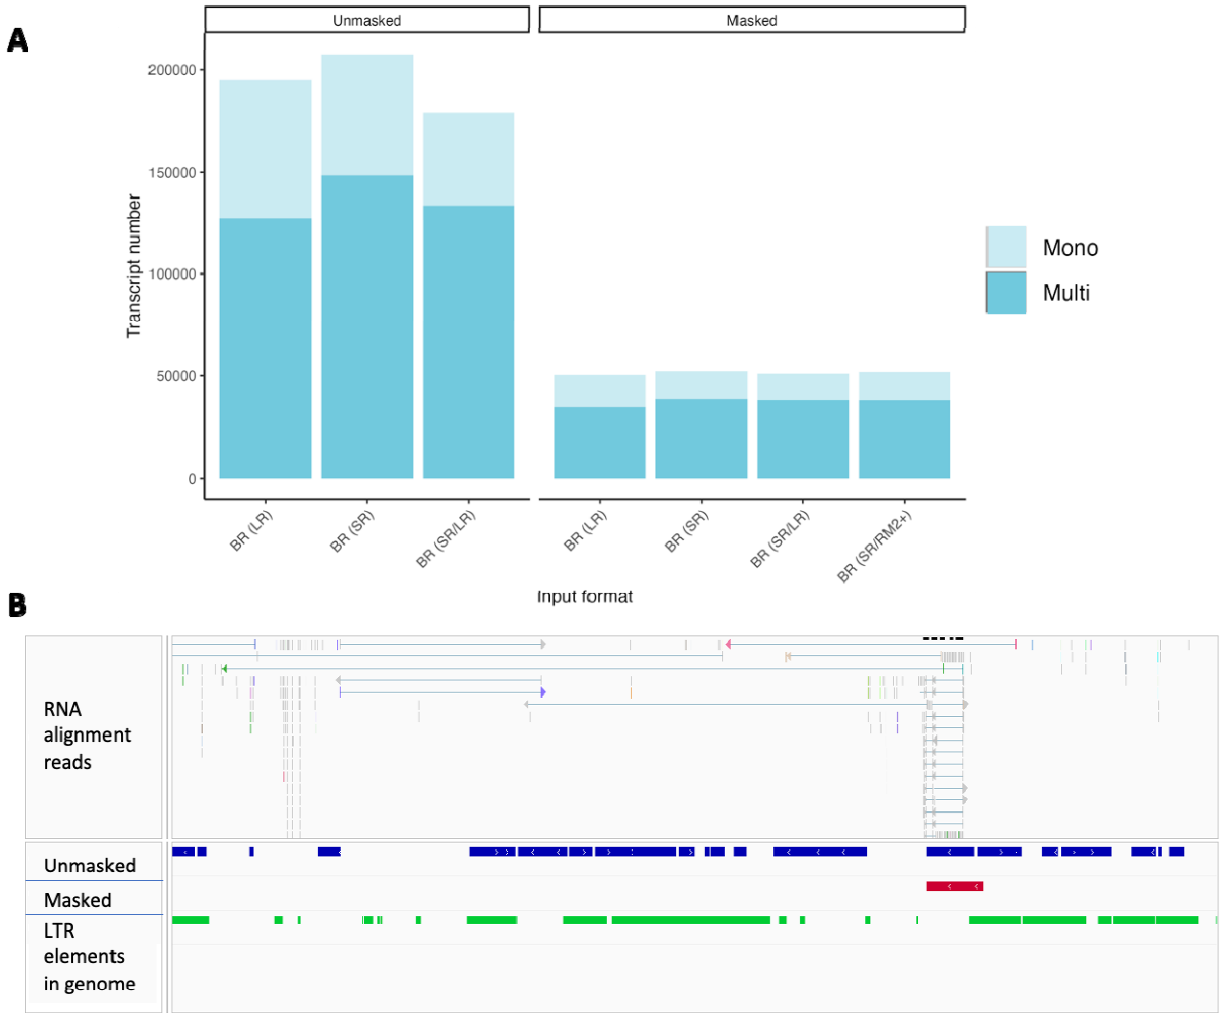 A
Unmasked
Masked
Transcript number
200000
150000
100000
50000
0
BR (LR)
BR (SR)
BR (SR/LR)
BR (LR)
BR (SR)
BR (SR/LR)
BR (SR/RM2+)
Input format
Mono
Multi
B
RNA
alignment
reads
Unmasked
Masked
LTR
elements
in genome